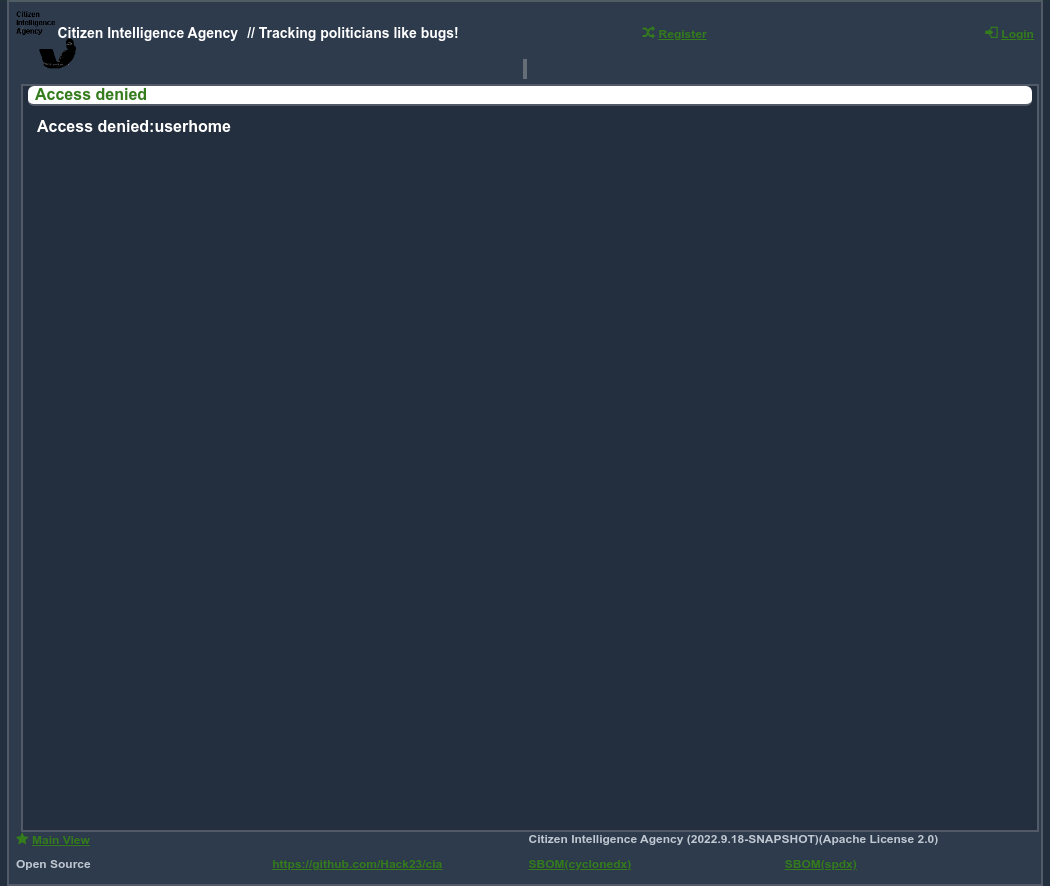 Citizen
Intelligence
Agency
Citizen Intelligence Agency // Tracking politicians like bugs!
Register
Login
Access denied
Access denied:userhome
Main View
Citizen Intelligence Agency (2022.9.18-SNAPSHOT)(Apache License 2.0)
Open Source
https://github.com/Hack23/cia
SBOM(cyclonedx)
SBOM(spdx)